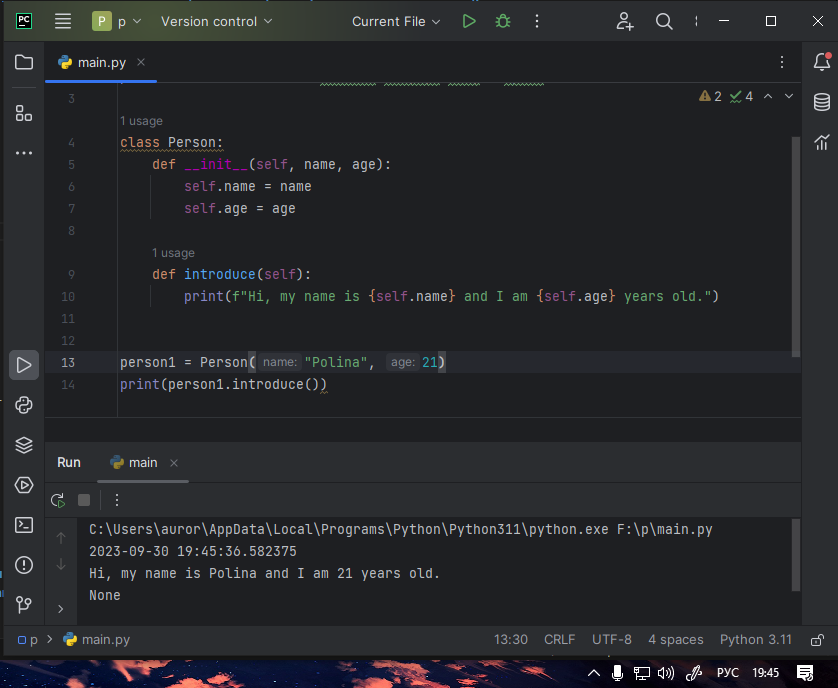 PC P p Version control Current File
main.py
2 4
3
1 usage
4 class Person:
5 def __init__(self, name, age):
6 self.name = name
7 self.age = age
8
1 usage
9 def introduce(self):
10 print(f"Hi, my name is {self.name} and I am {self.age} years old.")
11
12
13 person1 = Person( name: "Polina", age: 21)
14 print(person1.introduce())
Run main
C:\Users\auror\AppData\Local\Programs\Python\Python311\python.exe F:\p\main.py
2023-09-30 19:45:36.582375
Hi, my name is Polina and I am 21 years old.
None
p main.py 13:30 CRLF UTF-8 4 spaces Python 3.11
РУС 19:45